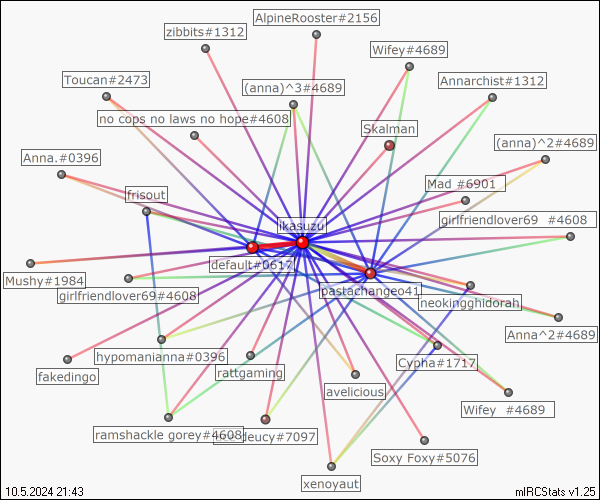 AlpineRooster#2156
zibbits#1312
Wifey#4689
Toucan#2473
(anna)^3#4689
Annarchist#1312
no cops no laws no hope#4608
Skalman
(anna)^2#4689
Anna.#0396
Mad #6901
frisout
girlfriendlover69 #4608
ikasuzu
default#0617
Mushy#1984
pastachangeo41
girlfriendlover69#4608
neokingghidorah
Anna^2#4689
hypomanianna#0396
Cypha#1717
fakedingo
rattgaming
avelicious
Wifey #4689
ramshackle gorey#4608
deucy#7097
Soxy Foxy#5076
xenoyaut
10.5.2024 21:43
mIRCStats v1.25